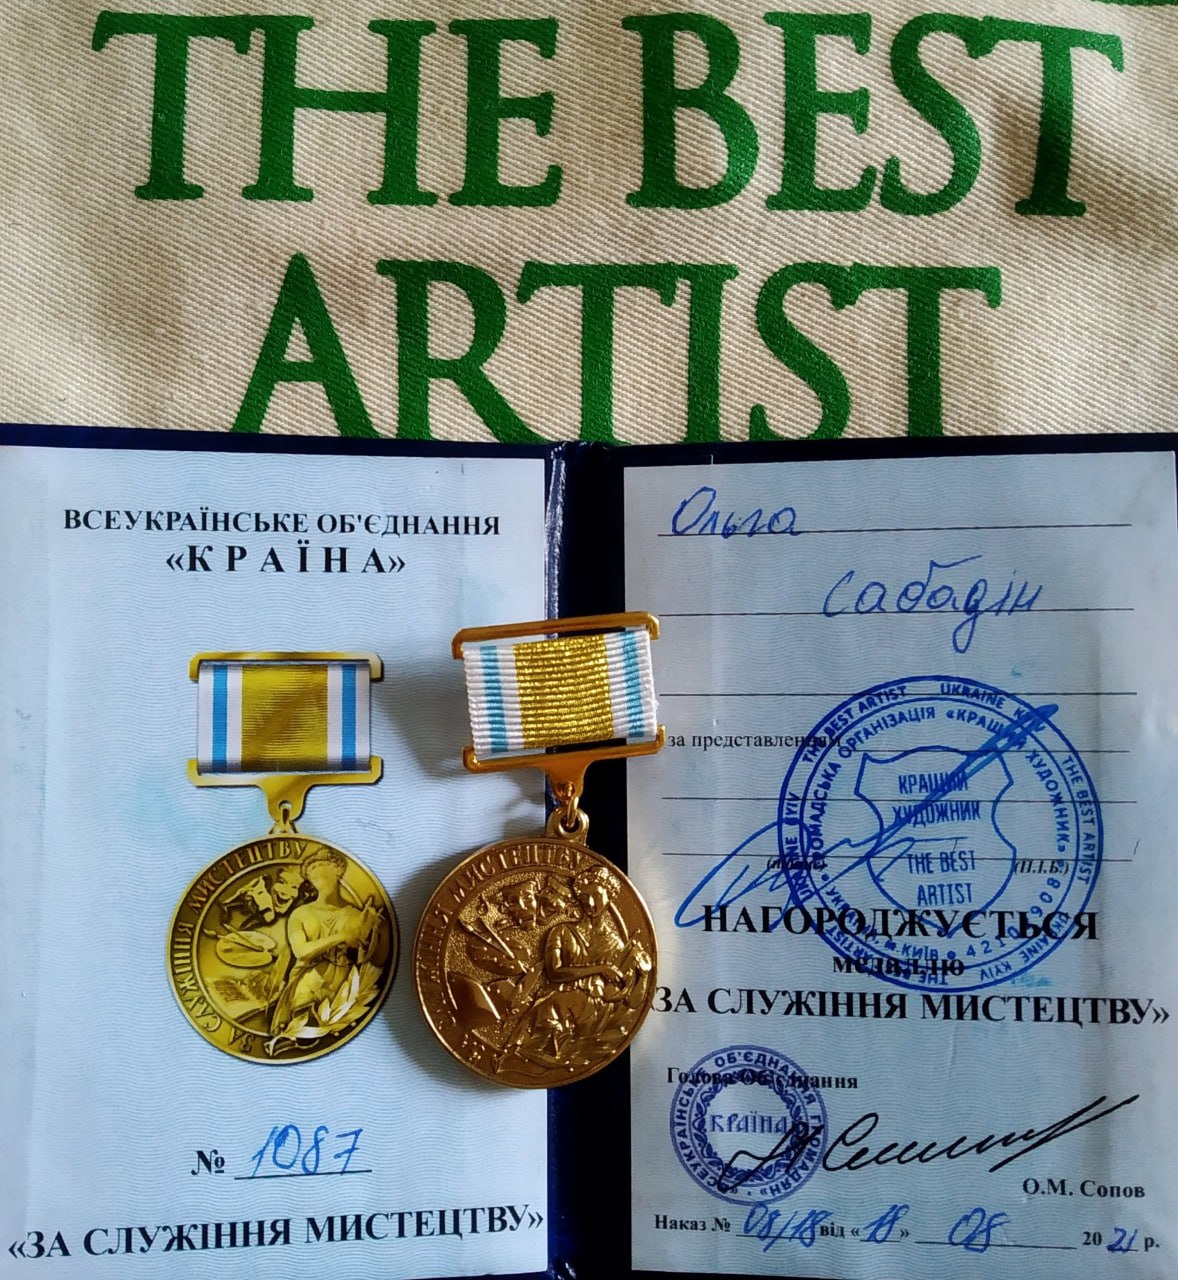 THE BEST
ARTIST
ВСЕУКРАЇНСЬКЕ ОБ'ЄДНАННЯ
«КРАЇНА»
ЗА СЛУЖІННЯ МИСТЕЦТВУ
№ 1087
«ЗА СЛУЖІННЯ МИСТЕЦТВУ»
Ольга
Сабадін
за представленням
КРАЩИЙ
ХУДОЖНИК
THE BEST
ARTIST
(П.І.Б.)
НАГОРОДЖУЄТЬСЯ
медаллю
«ЗА СЛУЖІННЯ МИСТЕЦТВУ»
Голова Об'єднання
КРАЇНА
О.М. Сопов
Наказ № 08/18 від «18» 08 2021 р.